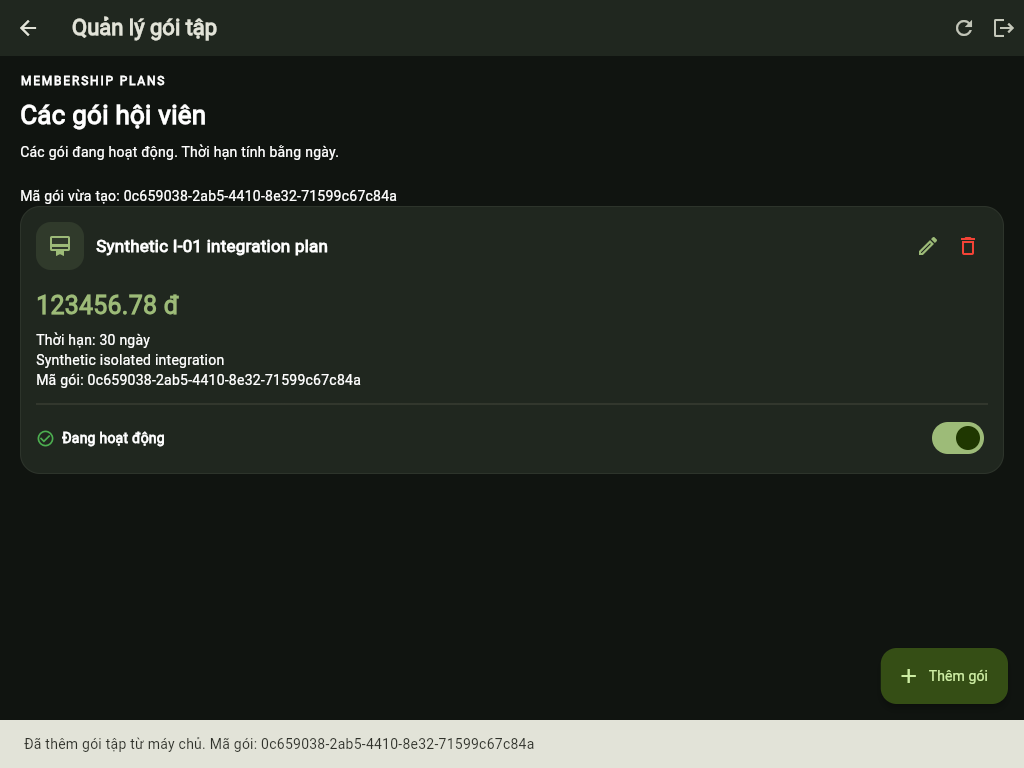 Quản lý gói tập
MEMBERSHIP PLANS
Các gói hội viên
Các gói đang hoạt động. Thời hạn tính bằng ngày.
Mã gói vừa tạo: 0c659038-2ab5-4410-8e32-71599c67c84a
Synthetic I-01 integration plan
123456.78 đ
Thời hạn: 30 ngày
Synthetic isolated integration
Mã gói: 0c659038-2ab5-4410-8e32-71599c67c84a
Đang hoạt động
Thêm gói
Đã thêm gói tập từ máy chủ. Mã gói: 0c659038-2ab5-4410-8e32-71599c67c84a